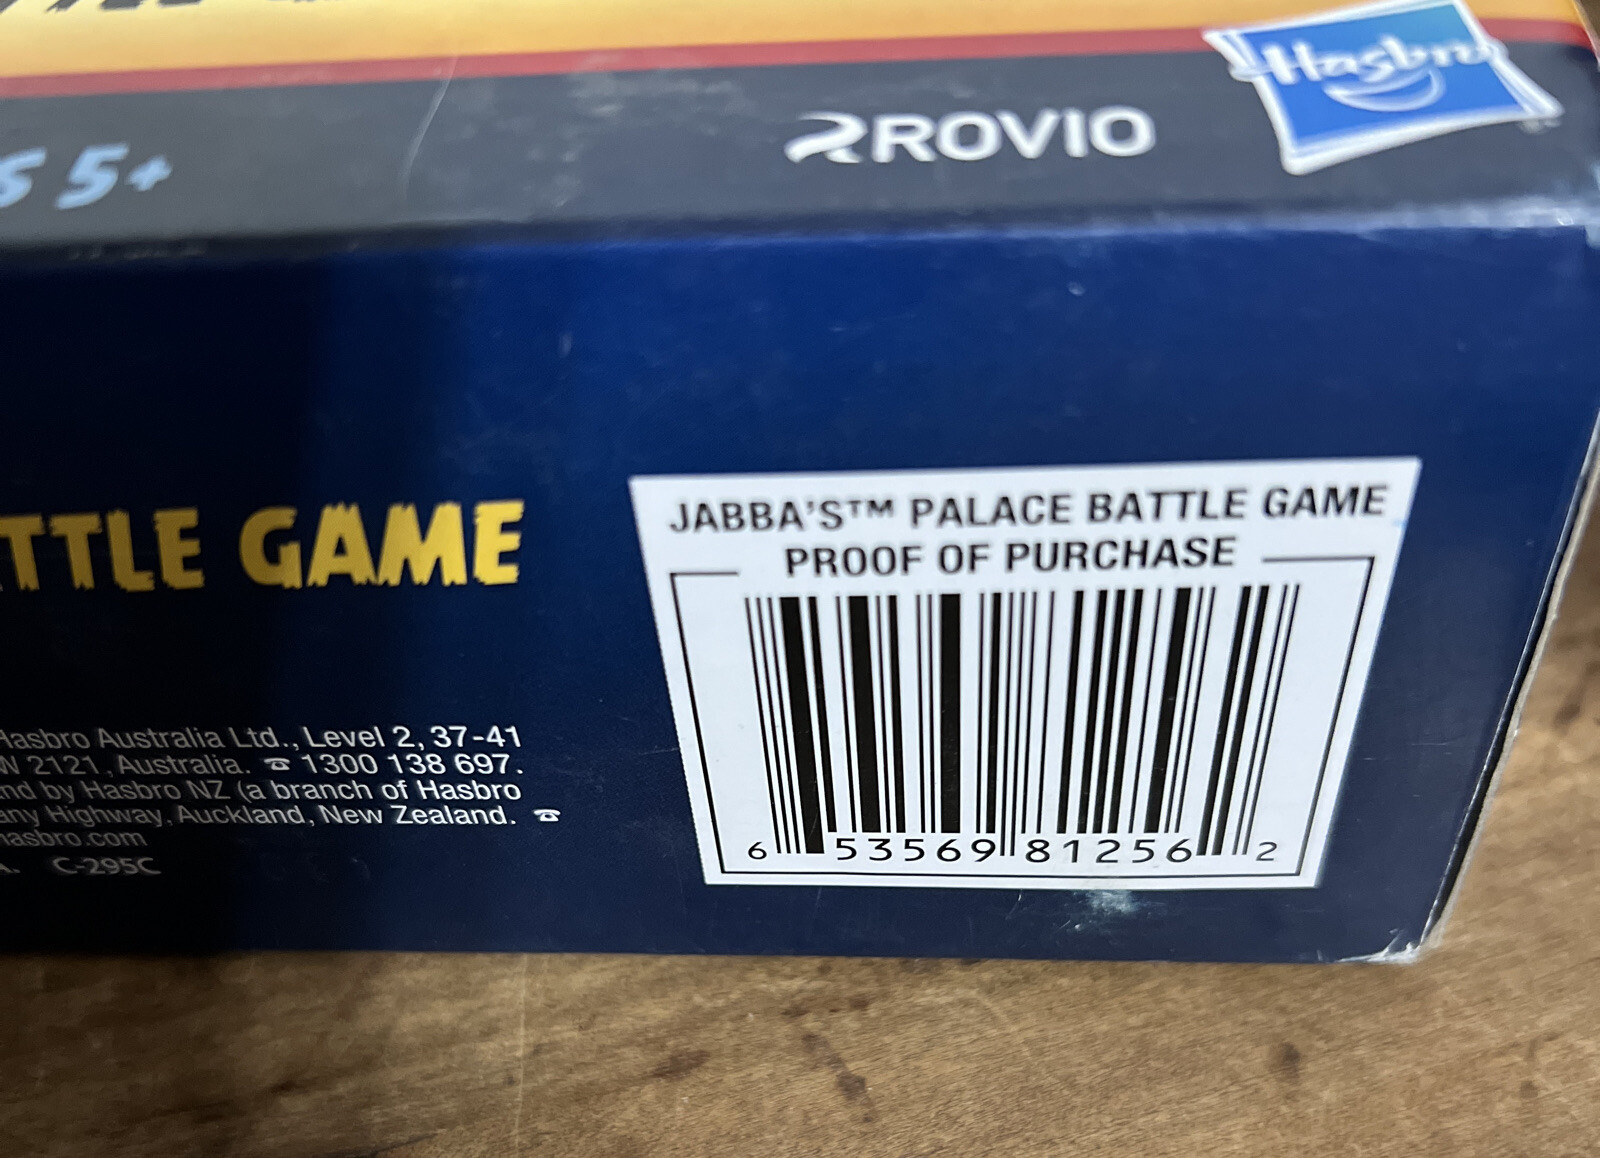 Hasbro
ROVIO
5+
JABBA'S™ PALACE BATTLE GAME
PROOF OF PURCHASE
GAME
6 53569 81256 2
Hasbro Australia Ltd., Level 2, 37-41
2121, Australia. ☎ 1300 138 697.
by Hasbro NZ (a branch of Hasbro
Highway, Auckland, New Zealand. ☎
hasbro.com
C-295C